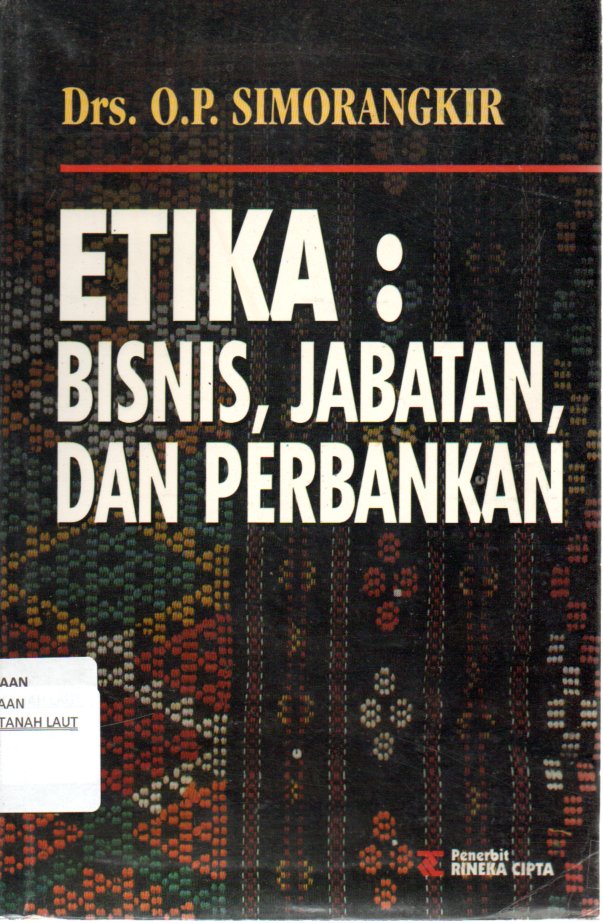 Drs. O.P. SIMORANGKIR
ETIKA :
BISNIS, JABATAN,
DAN PERBANKAN
AAN
AAN
TANAH LAUT
Penerbit
RINEKA CIPTA